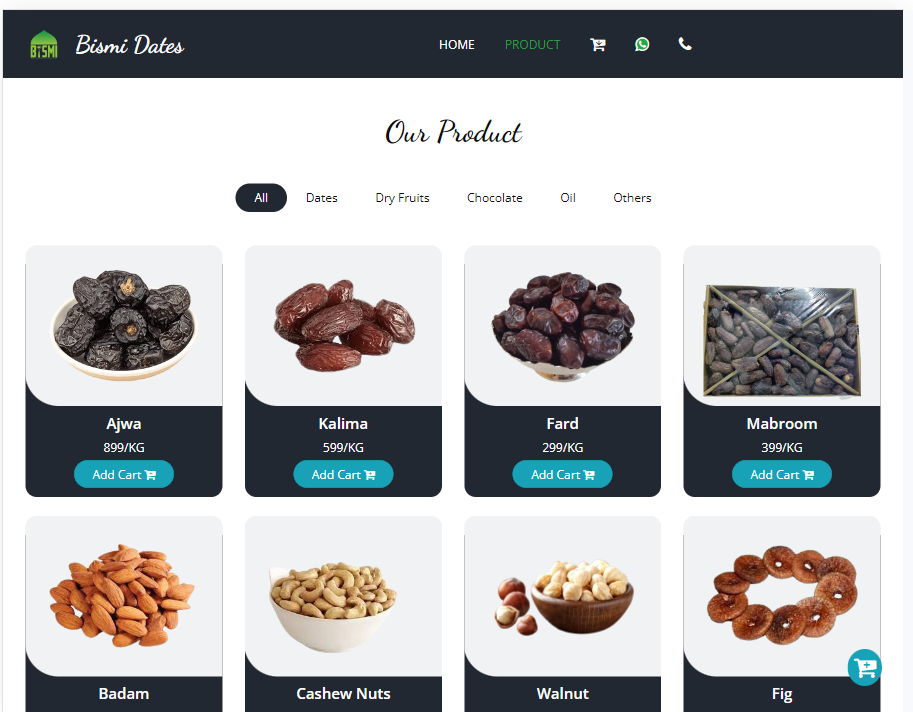 BISMI Bismi Dates HOME PRODUCT
Our Product
All Dates Dry Fruits Chocolate Oil Others
Ajwa Kalima Fard Mabroom
899/KG 599/KG 299/KG 399/KG
Add Cart Add Cart Add Cart Add Cart
Badam Cashew Nuts Walnut Fig